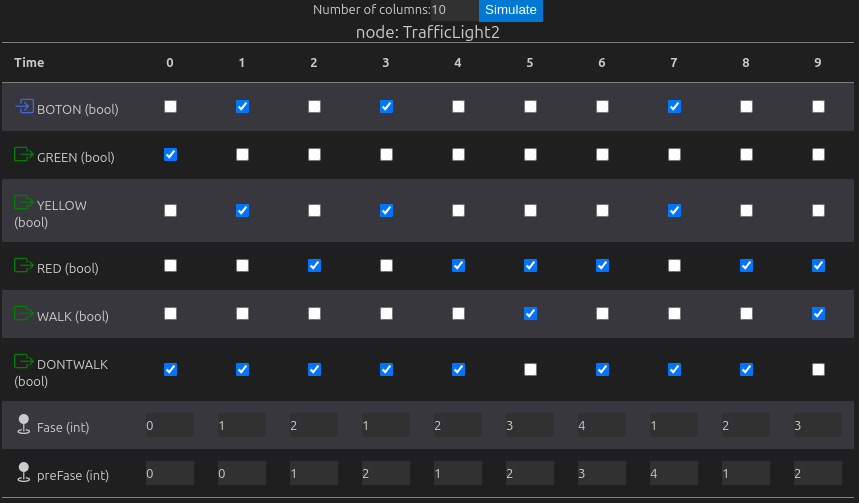 Number of columns:10 Simulate
node: TrafficLight2
Time 0 1 2 3 4 5 6 7 8 9
BOTON (bool)
GREEN (bool)
YELLOW
(bool)
RED (bool)
WALK (bool)
DONTWALK
(bool)
Fase (int) 0 1 2 1 2 3 4 1 2 3
preFase (int) 0 0 1 2 1 2 3 4 1 2